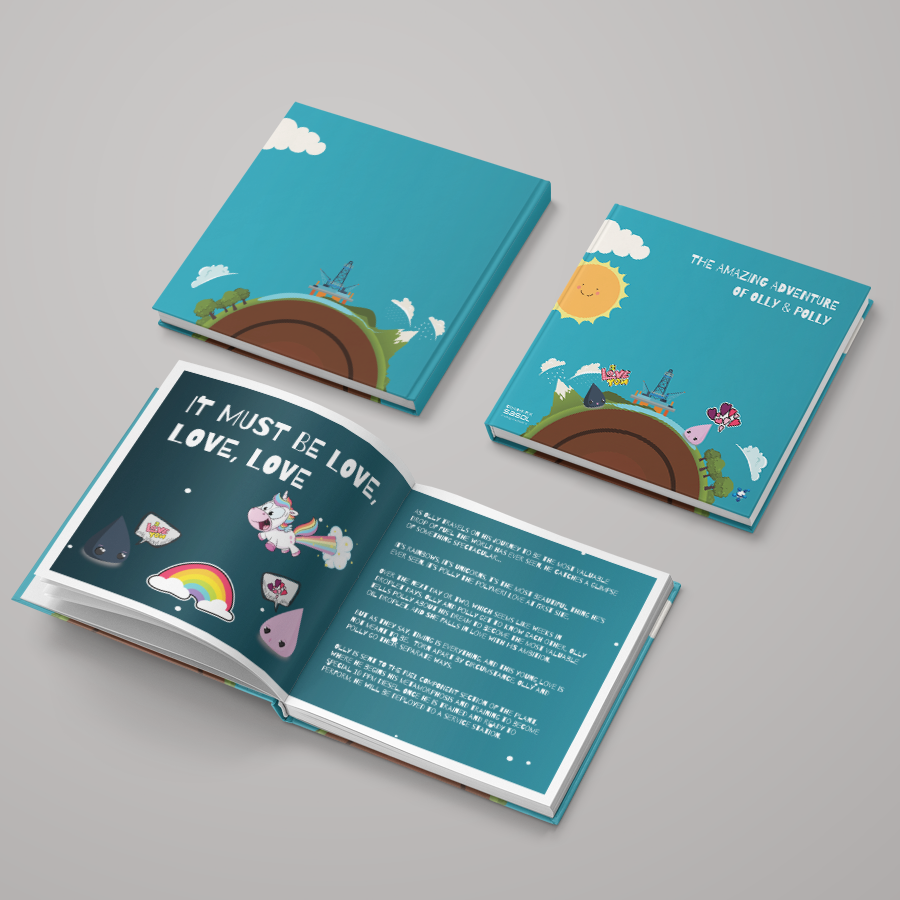 THE AMAZING ADVENTURE
OF OLLY & POLLY
LOVE
sasol
IT MUST BE LOVE,
LOVE, LOVE
LOVE
AS OLLY TRAVELS ON HIS JOURNEY TO BE THE MOST VALUABLE
DROP OF FUEL THE WORLD HAS EVER SEEN, HE CATCHES A GLIMPSE
OF SOMETHING SPECTACULAR...
IT'S RAINBOWS, IT'S UNICORNS, IT'S THE MOST BEAUTIFUL THING HE'S
EVER SEEN, IT'S POLLY THE POLYMER! LOVE AT FIRST SIDE.
OVER THE NEXT DAY OR TWO, WHICH SEEMS LIKE WEEKS IN
DROPLET DAYS, OLLY AND POLLY GET TO KNOW EACH OTHER. OLLY
TELLS POLLY ABOUT HIS DREAM TO BECOME THE MOST VALUABLE
OIL DROPLET, AND SHE FALLS IN LOVE WITH HIS AMBITION.
BUT AS THEY SAY, TIMING IS EVERYTHING, AND THIS YOUNG LOVE IS
NOT MEANT TO BE. TORN APART BY CIRCUMSTANCE, OLLY AND
POLLY GO THEIR SEPARATE WAYS.
OLLY IS SENT TO THE FUEL COMPONENT SECTION OF THE PLANT,
WHERE HE BEGINS HIS METAMORPHOSIS AND TRAINING TO BECOME
SPECIAL 10 PPM DIESEL. ONCE HE IS TRAINED AND READY TO
PERFORM, HE WILL BE DEPLOYED TO A SERVICE STATION.